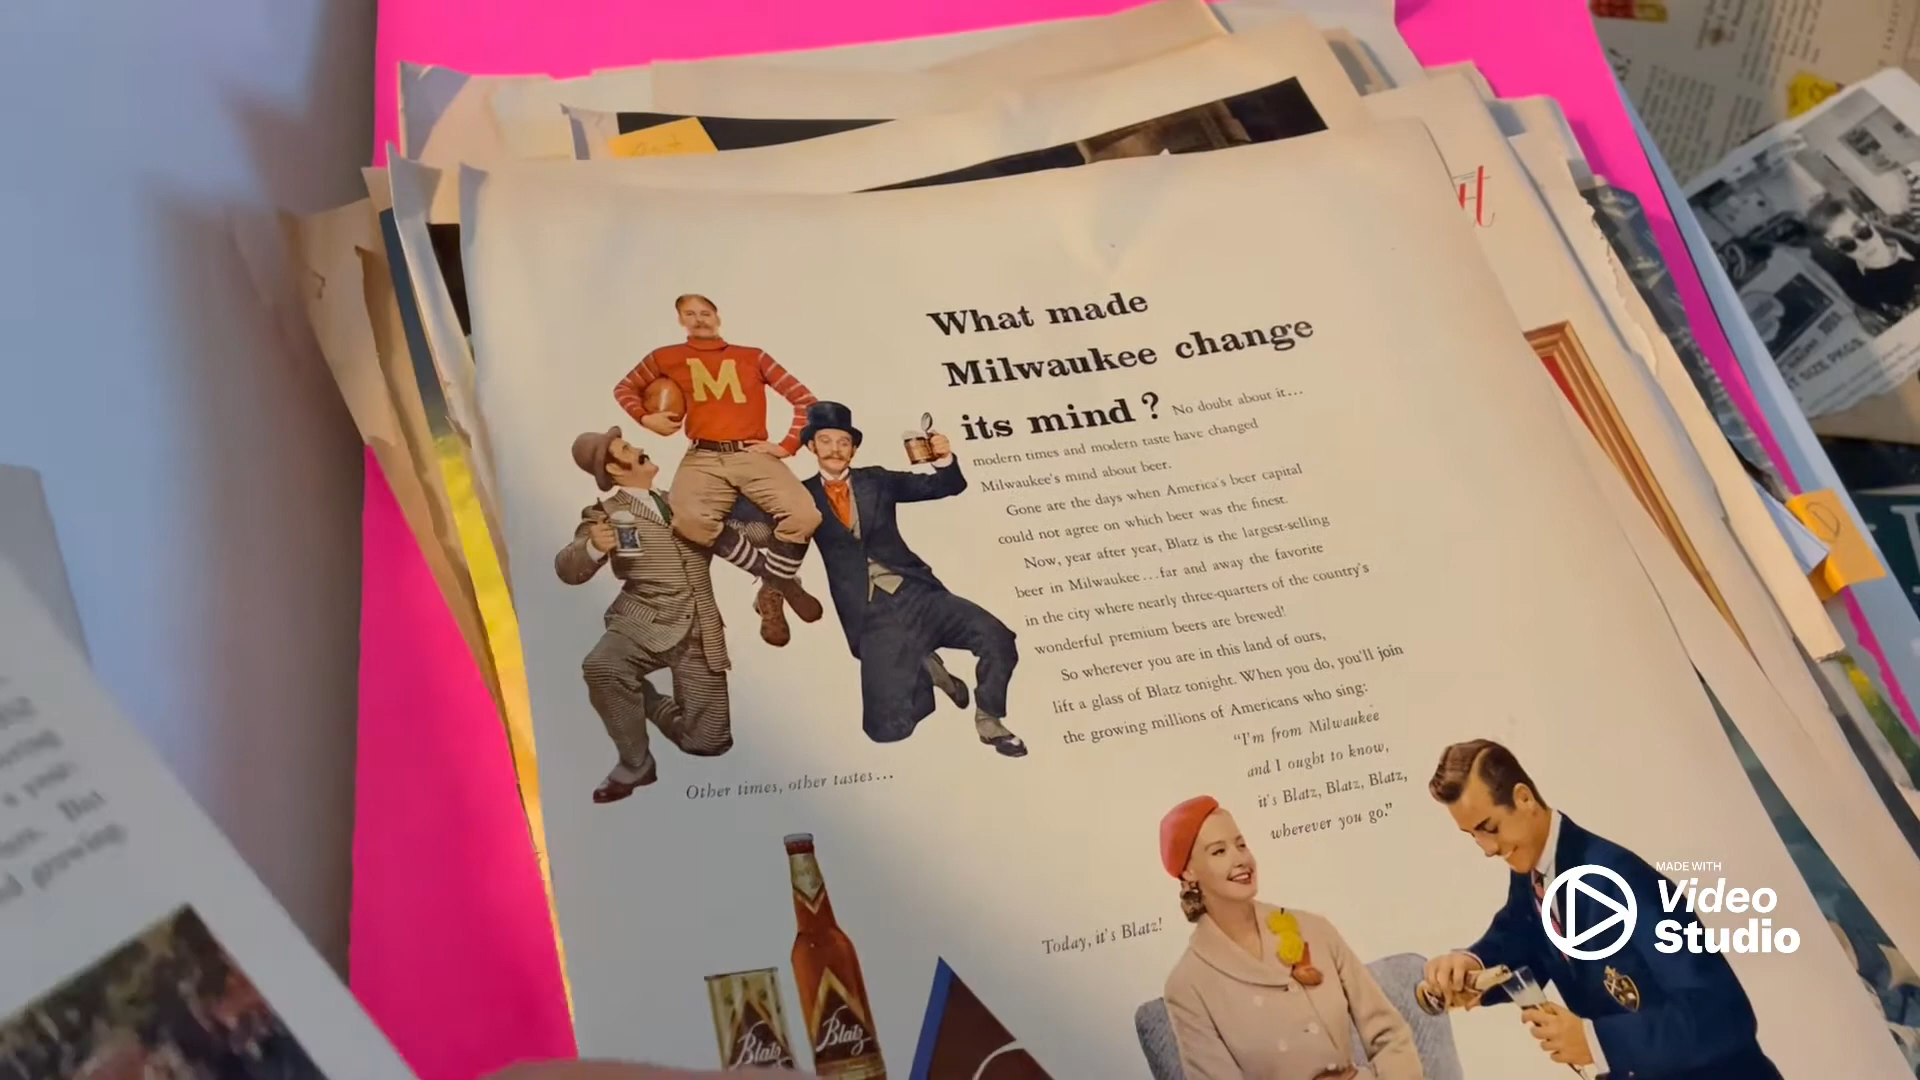 What made
Milwaukee change
its mind? No doubt about it...
modern times and modern taste have changed
Milwaukee's mind about beer.
Gone are the days when America's beer capital
could not agree on which beer was the finest.
Now, year after year, Blatz is the largest-selling
beer in Milwaukee...far and away the favorite
in the city where nearly three-quarters of the country's
wonderful premium beers are brewed!
So wherever you are in this land of ours,
lift a glass of Blatz tonight. When you do, you'll join
the growing millions of Americans who sing:
"I'm from Milwaukee
and I ought to know,
it's Blatz, Blatz, Blatz,
wherever you go."
M
Other times, other tastes...
Today, it's Blatz!
Blatz
Blatz
MADE WITH
Video
Studio